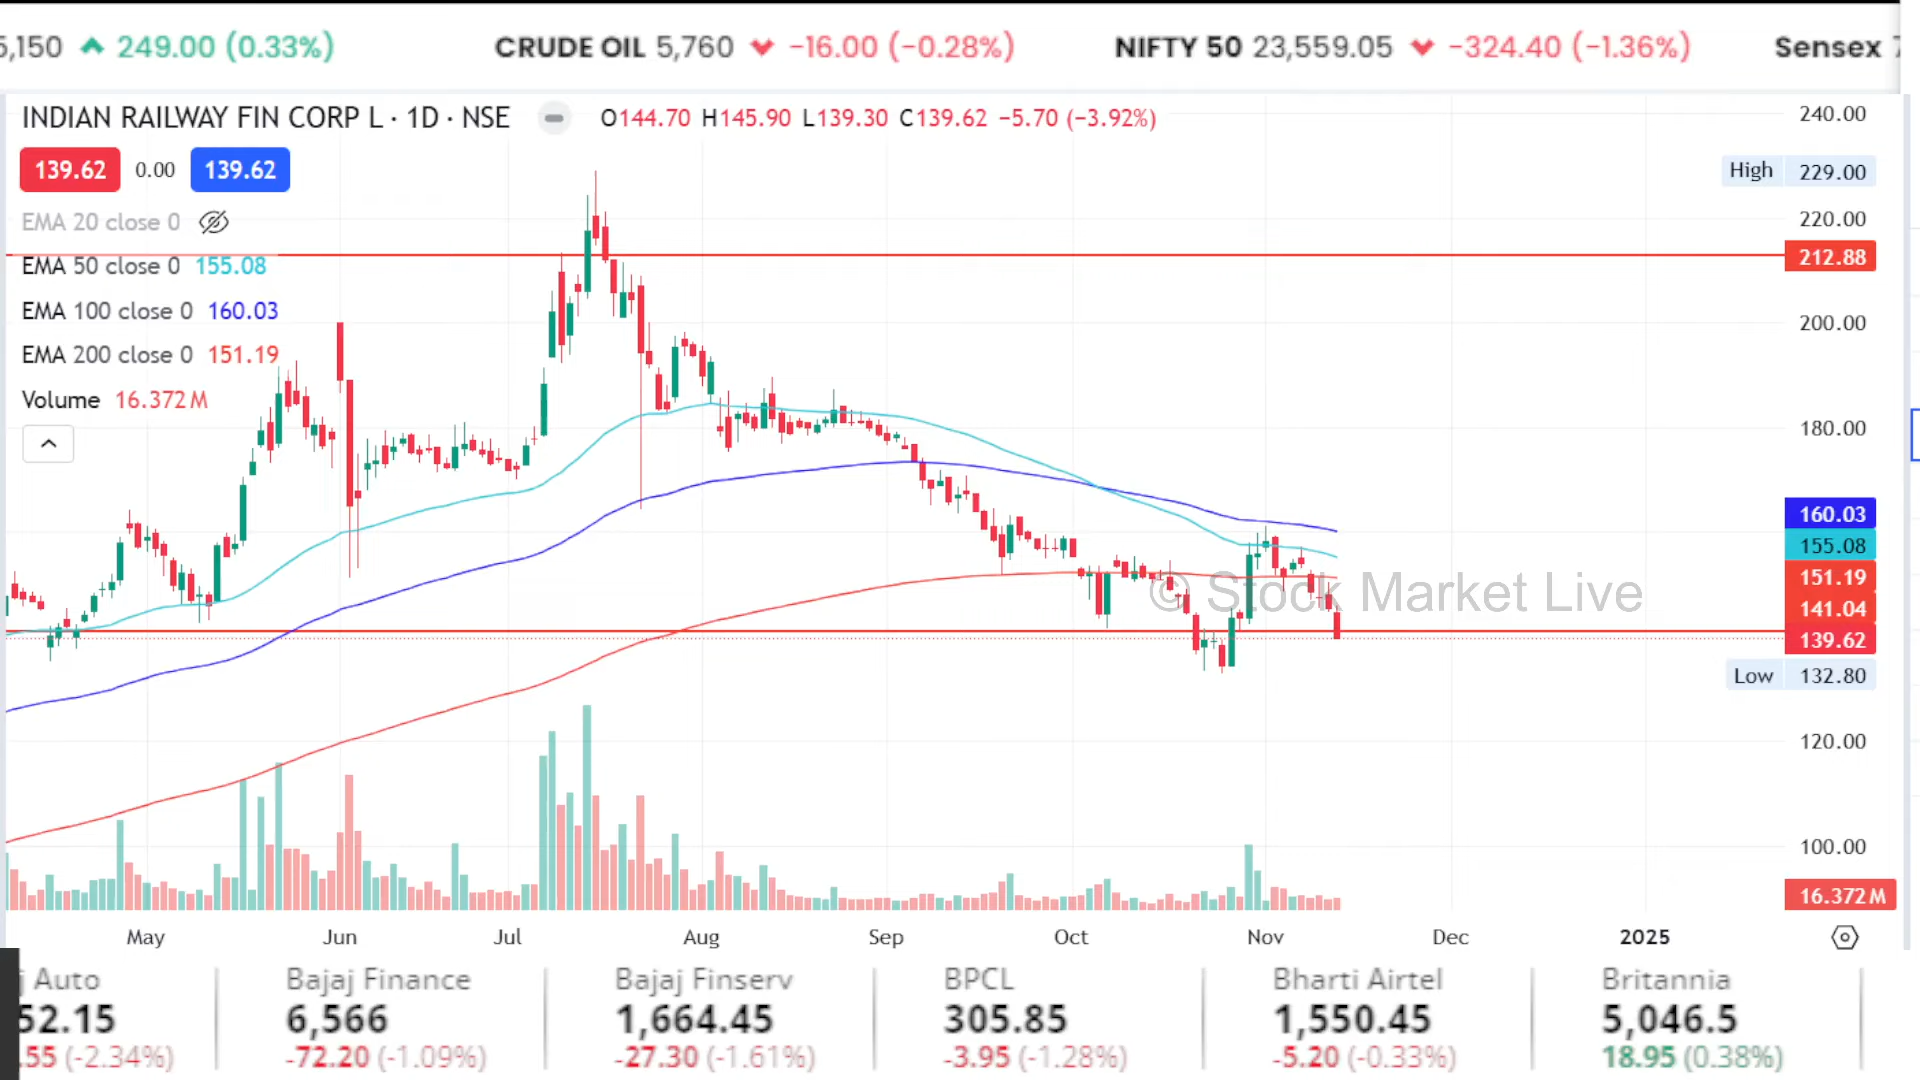 5,150 249.00 (0.33%) CRUDE OIL 5,760 −16.00 (−0.28%) NIFTY 50 23,559.05 −324.40 (−1.36%) Sensex
INDIAN RAILWAY FIN CORP L · 1D · NSE O144.70 H145.90 L139.30 C139.62 −5.70 (−3.92%)
139.62 0.00 139.62
EMA 20 close 0
EMA 50 close 0 155.08
EMA 100 close 0 160.03
EMA 200 close 0 151.19
Volume 16.372M
240.00
High 229.00
220.00
212.88
200.00
180.00
160.03
155.08
151.19
141.04
139.62
Low 132.80
120.00
100.00
16.372M
© Stock Market Live
May Jun Jul Aug Sep Oct Nov Dec 2025
j Auto Bajaj Finance Bajaj Finserv BPCL Bharti Airtel Britannia
52.15 6,566 1,664.45 305.85 1,550.45 5,046.5
.55 (-2.34%) -72.20 (-1.09%) -27.30 (-1.61%) -3.95 (-1.28%) -5.20 (-0.33%) 18.95 (0.38%)